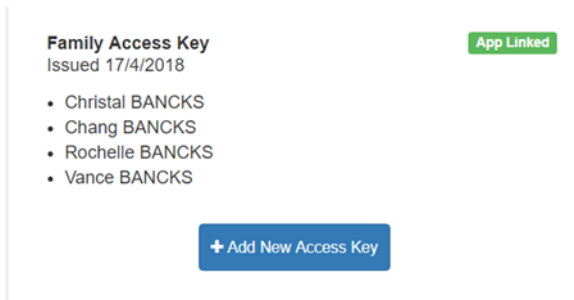 Family Access Key
App Linked
Issued 17/4/2018
• Christal BANCKS
• Chang BANCKS
• Rochelle BANCKS
• Vance BANCKS
+ Add New Access Key